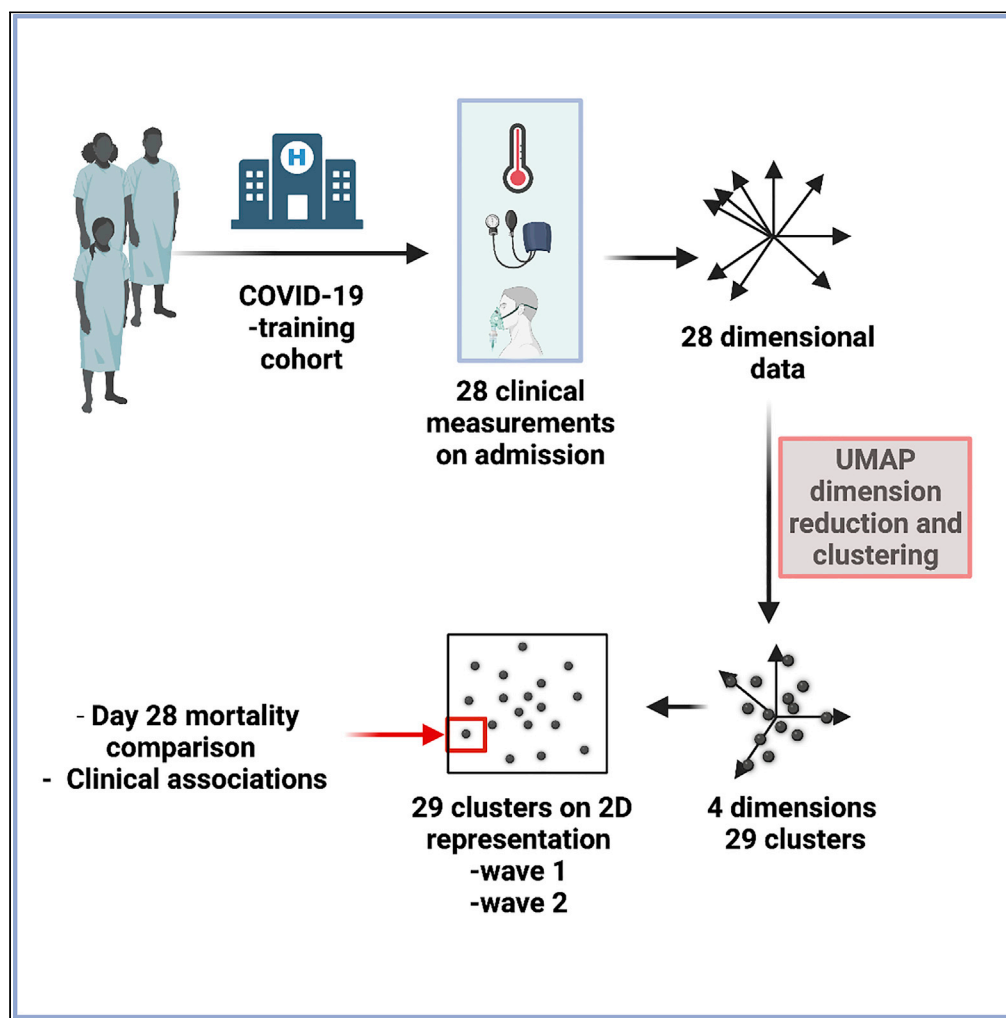 H
COVID-19
-training
cohort
28 clinical
measurements
on admission
28 dimensional
data
UMAP
dimension
reduction and
clustering
- Day 28 mortality
comparison
- Clinical associations
29 clusters on 2D
representation
-wave 1
-wave 2
4 dimensions
29 clusters